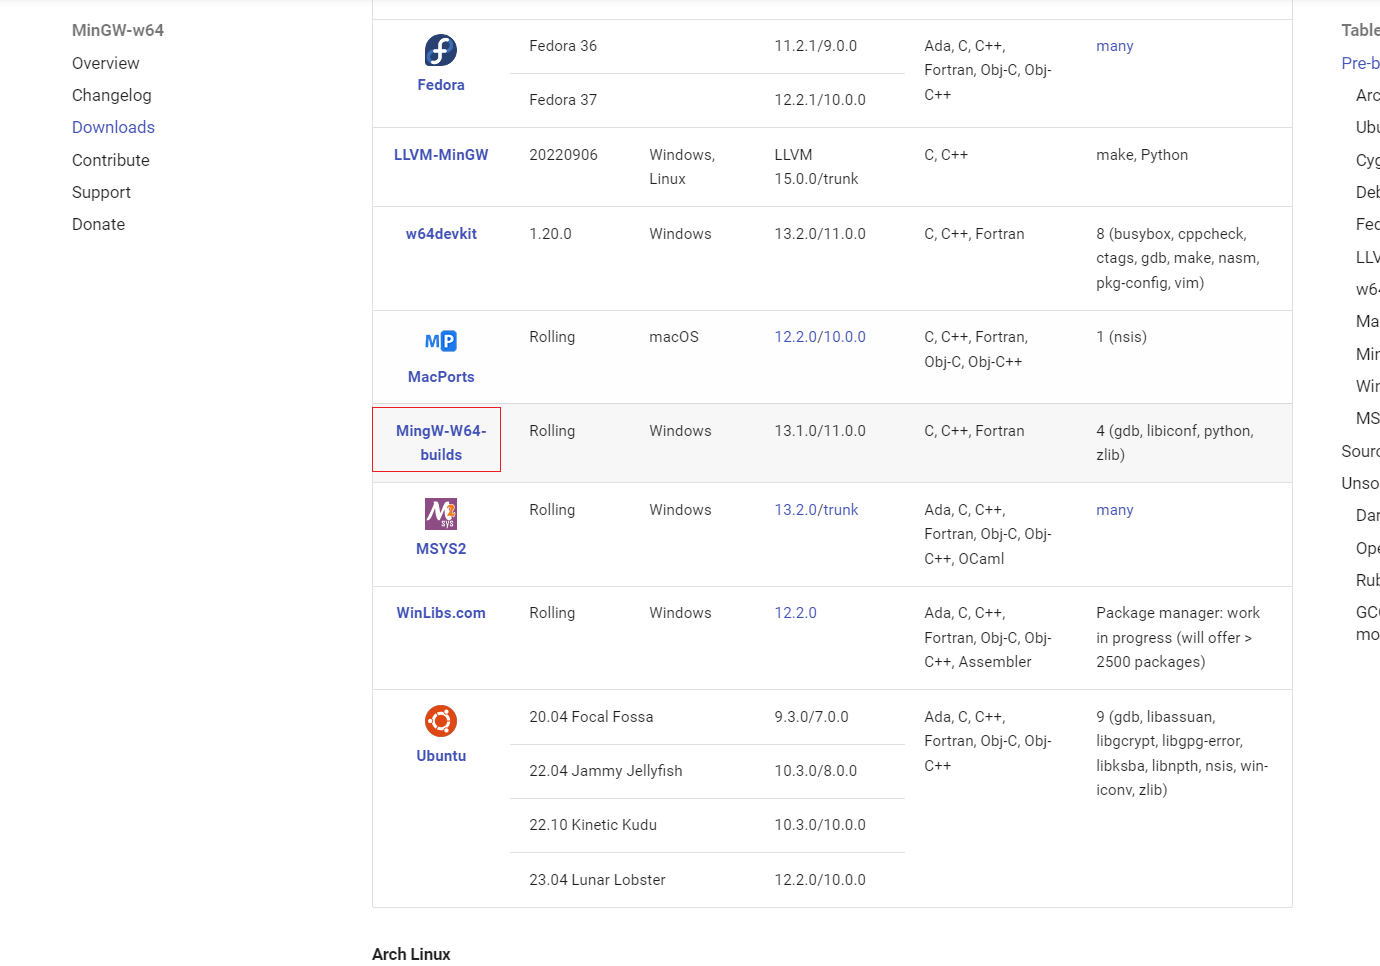 MinGW-w64
Overview
Changelog
Downloads
Contribute
Support
Donate
Fedora
Fedora 36
11.2.1/9.0.0
Ada, C, C++,
Fortran, Obj-C, Obj-
C++
many
Fedora 37
12.2.1/10.0.0
LLVM-MinGW
20220906
Windows,
Linux
LLVM
15.0.0/trunk
C, C++
make, Python
w64devkit
1.20.0
Windows
13.2.0/11.0.0
C, C++, Fortran
8 (busybox, cppcheck,
ctags, gdb, make, nasm,
pkg-config, vim)
MP
MacPorts
Rolling
macOS
12.2.0/10.0.0
C, C++, Fortran,
Obj-C, Obj-C++
1 (nsis)
MingW-W64-
builds
Rolling
Windows
13.1.0/11.0.0
C, C++, Fortran
4 (gdb, libiconf, python,
zlib)
M2
sys
MSYS2
Rolling
Windows
13.2.0/trunk
Ada, C, C++,
Fortran, Obj-C, Obj-
C++, OCaml
many
WinLibs.com
Rolling
Windows
12.2.0
Ada, C, C++,
Fortran, Obj-C, Obj-
C++, Assembler
Package manager: work
in progress (will offer >
2500 packages)
Ubuntu
20.04 Focal Fossa
9.3.0/7.0.0
Ada, C, C++,
Fortran, Obj-C, Obj-
C++
9 (gdb, libassuan,
libgcrypt, libgpg-error,
libksba, libnpth, nsis, win-
iconv, zlib)
22.04 Jammy Jellyfish
10.3.0/8.0.0
22.10 Kinetic Kudu
10.3.0/10.0.0
23.04 Lunar Lobster
12.2.0/10.0.0
Arch Linux
Table
Pre-b
Arc
Ubu
Cyg
Deb
Fed
LLV
w64
Ma
Min
Win
MS
Sourc
Unso
Dar
Ope
Rub
GCC
mo